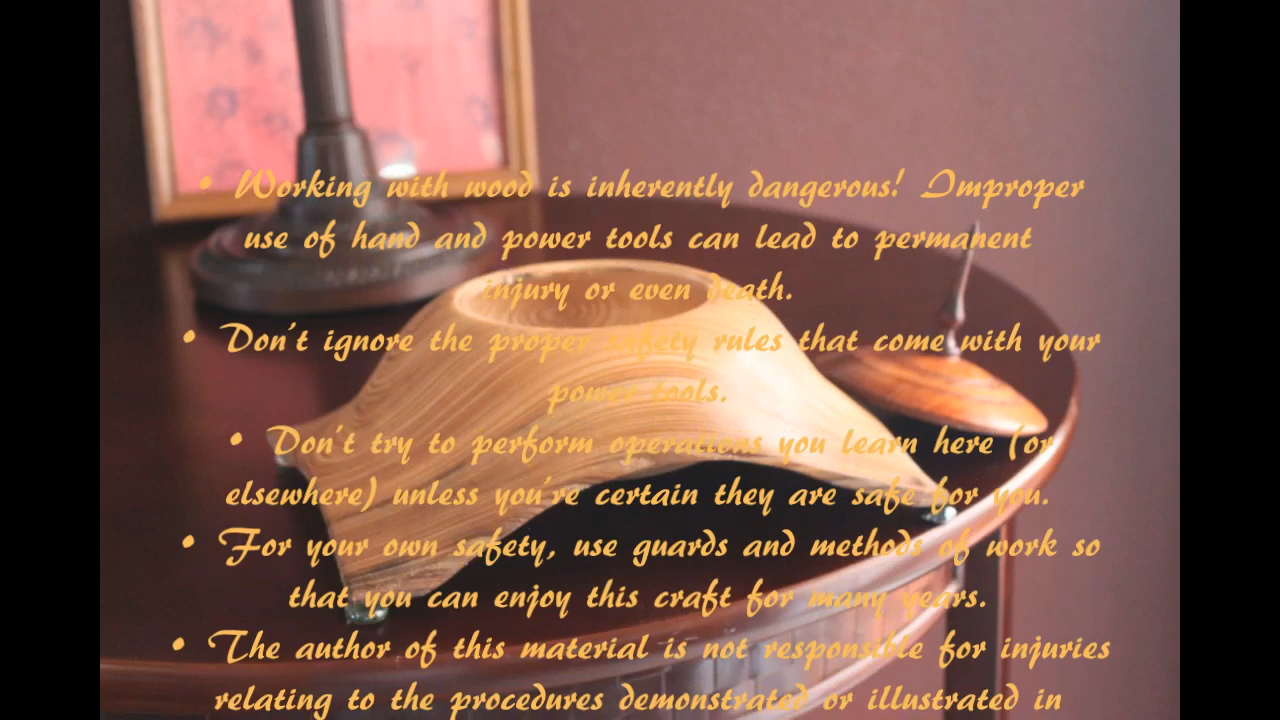 • Working with wood is inherently dangerous! Improper
use of hand and power tools can lead to permanent
injury or even death.
• Don't ignore the proper safety rules that come with your
power tools.
• Don't try to perform operations you learn here (or
elsewhere) unless you're certain they are safe for you.
• For your own safety, use guards and methods of work so
that you can enjoy this craft for many years.
• The author of this material is not responsible for injuries
relating to the procedures demonstrated or illustrated in